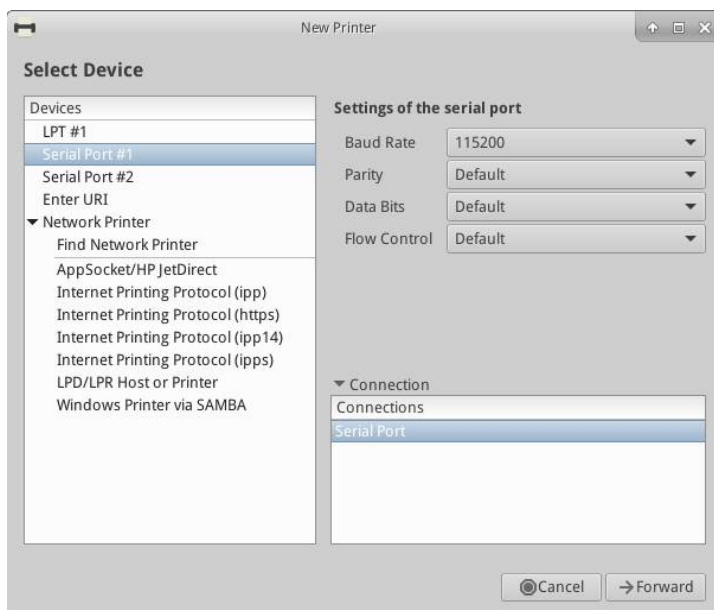 New Printer
Select Device
Devices
LPT #1
Serial Port #1
Serial Port #2
Enter URI
Network Printer
Find Network Printer
AppSocket/HP JetDirect
Internet Printing Protocol (ipp)
Internet Printing Protocol (https)
Internet Printing Protocol (ipp14)
Internet Printing Protocol (ipps)
LPD/LPR Host or Printer
Windows Printer via SAMBA
Settings of the serial port
Baud Rate 115200
Parity Default
Data Bits Default
Flow Control Default
Connection
Connections
Serial Port
Cancel Forward